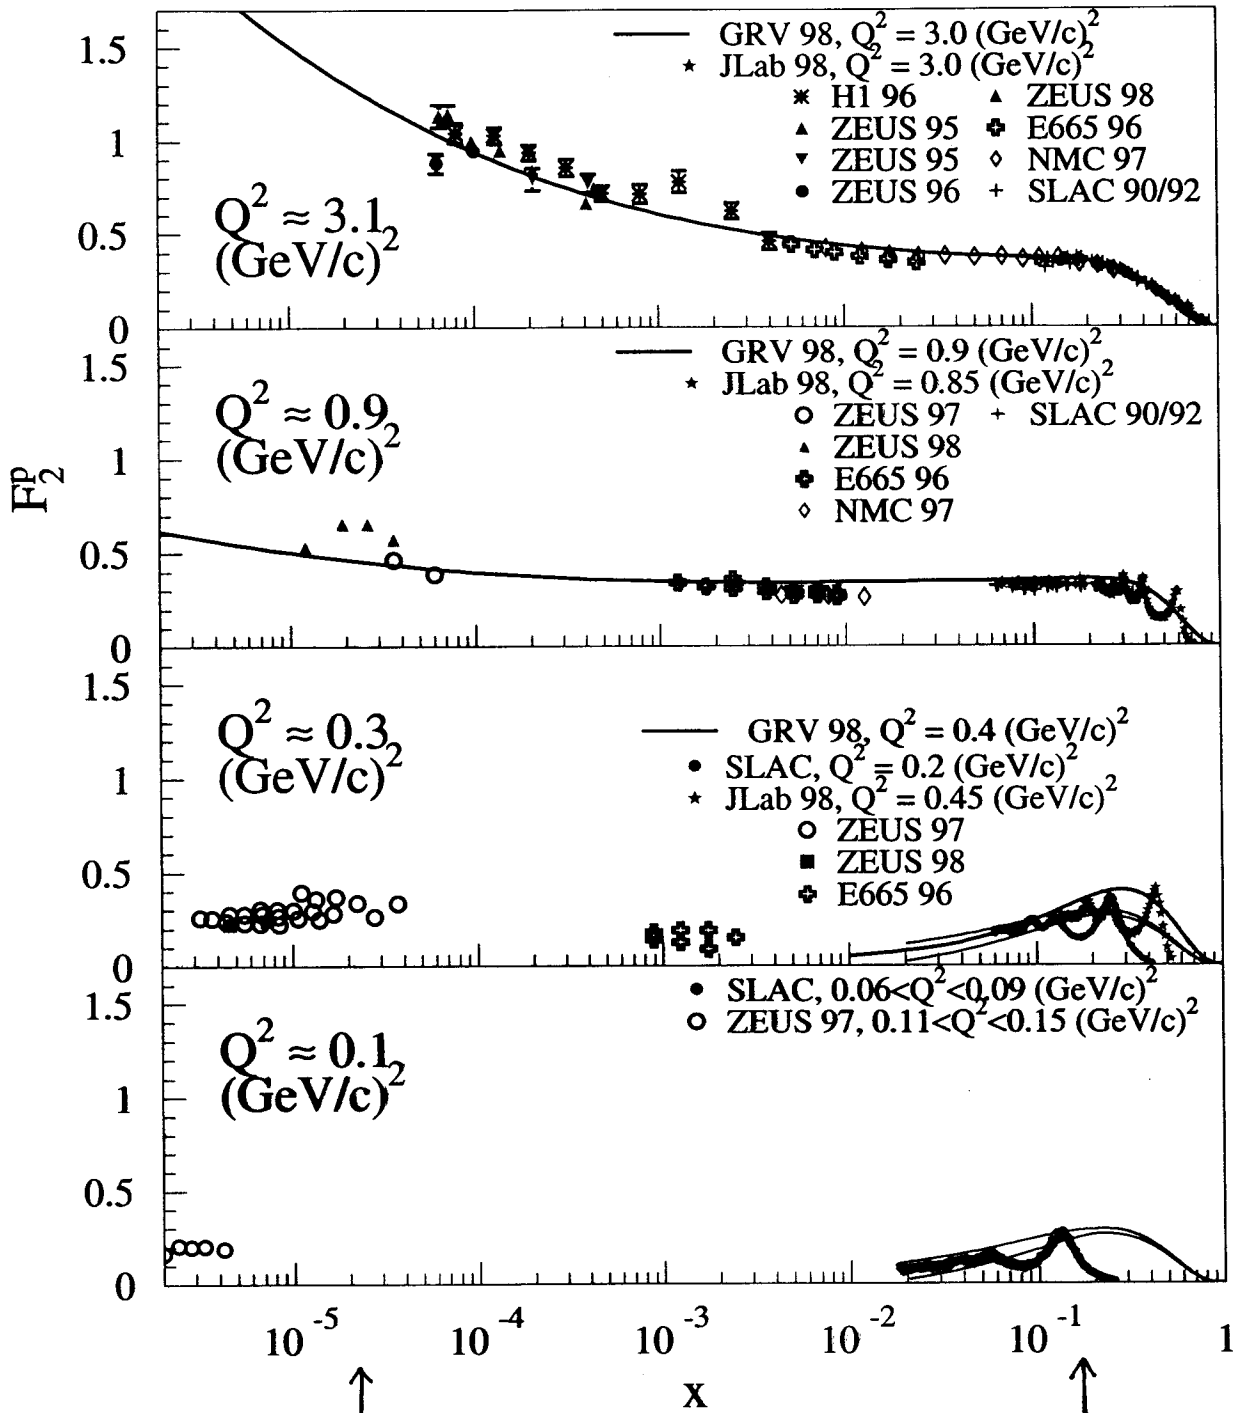 1.5
1
0.5
0
GRV 98, Q² = 3.0 (GeV/c)²
JLab 98, Q² = 3.0 (GeV/c)²
H1 96 ZEUS 98
ZEUS 95 E665 96
ZEUS 95 NMC 97
ZEUS 96 SLAC 90/92
Q² ≈ 3.1
(GeV/c)²
1.5
1
0.5
0
GRV 98, Q² = 0.9 (GeV/c)²
JLab 98, Q² = 0.85 (GeV/c)²
ZEUS 97 SLAC 90/92
ZEUS 98
E665 96
NMC 97
Q² ≈ 0.9
(GeV/c)²
F₂ᵖ
1.5
1
0.5
0
Q² ≈ 0.3
(GeV/c)²
GRV 98, Q² = 0.4 (GeV/c)²
SLAC, Q² = 0.2 (GeV/c)²
JLab 98, Q² = 0.45 (GeV/c)²
ZEUS 97
ZEUS 98
E665 96
1.5
1
0.5
0
SLAC, 0.06<Q²<0.09 (GeV/c)²
ZEUS 97, 0.11<Q²<0.15 (GeV/c)²
Q² ≈ 0.1
(GeV/c)²
10⁻⁵ 10⁻⁴ 10⁻³ 10⁻² 10⁻¹ 1
x